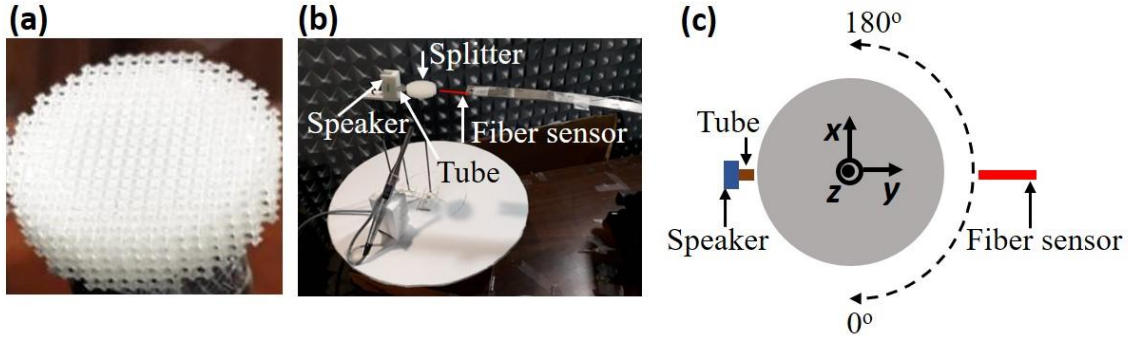 (a)
(b)
Splitter
Speaker
Fiber sensor
Tube
(c)
180°
Tube
x
y
z
Speaker
Fiber sensor
0°